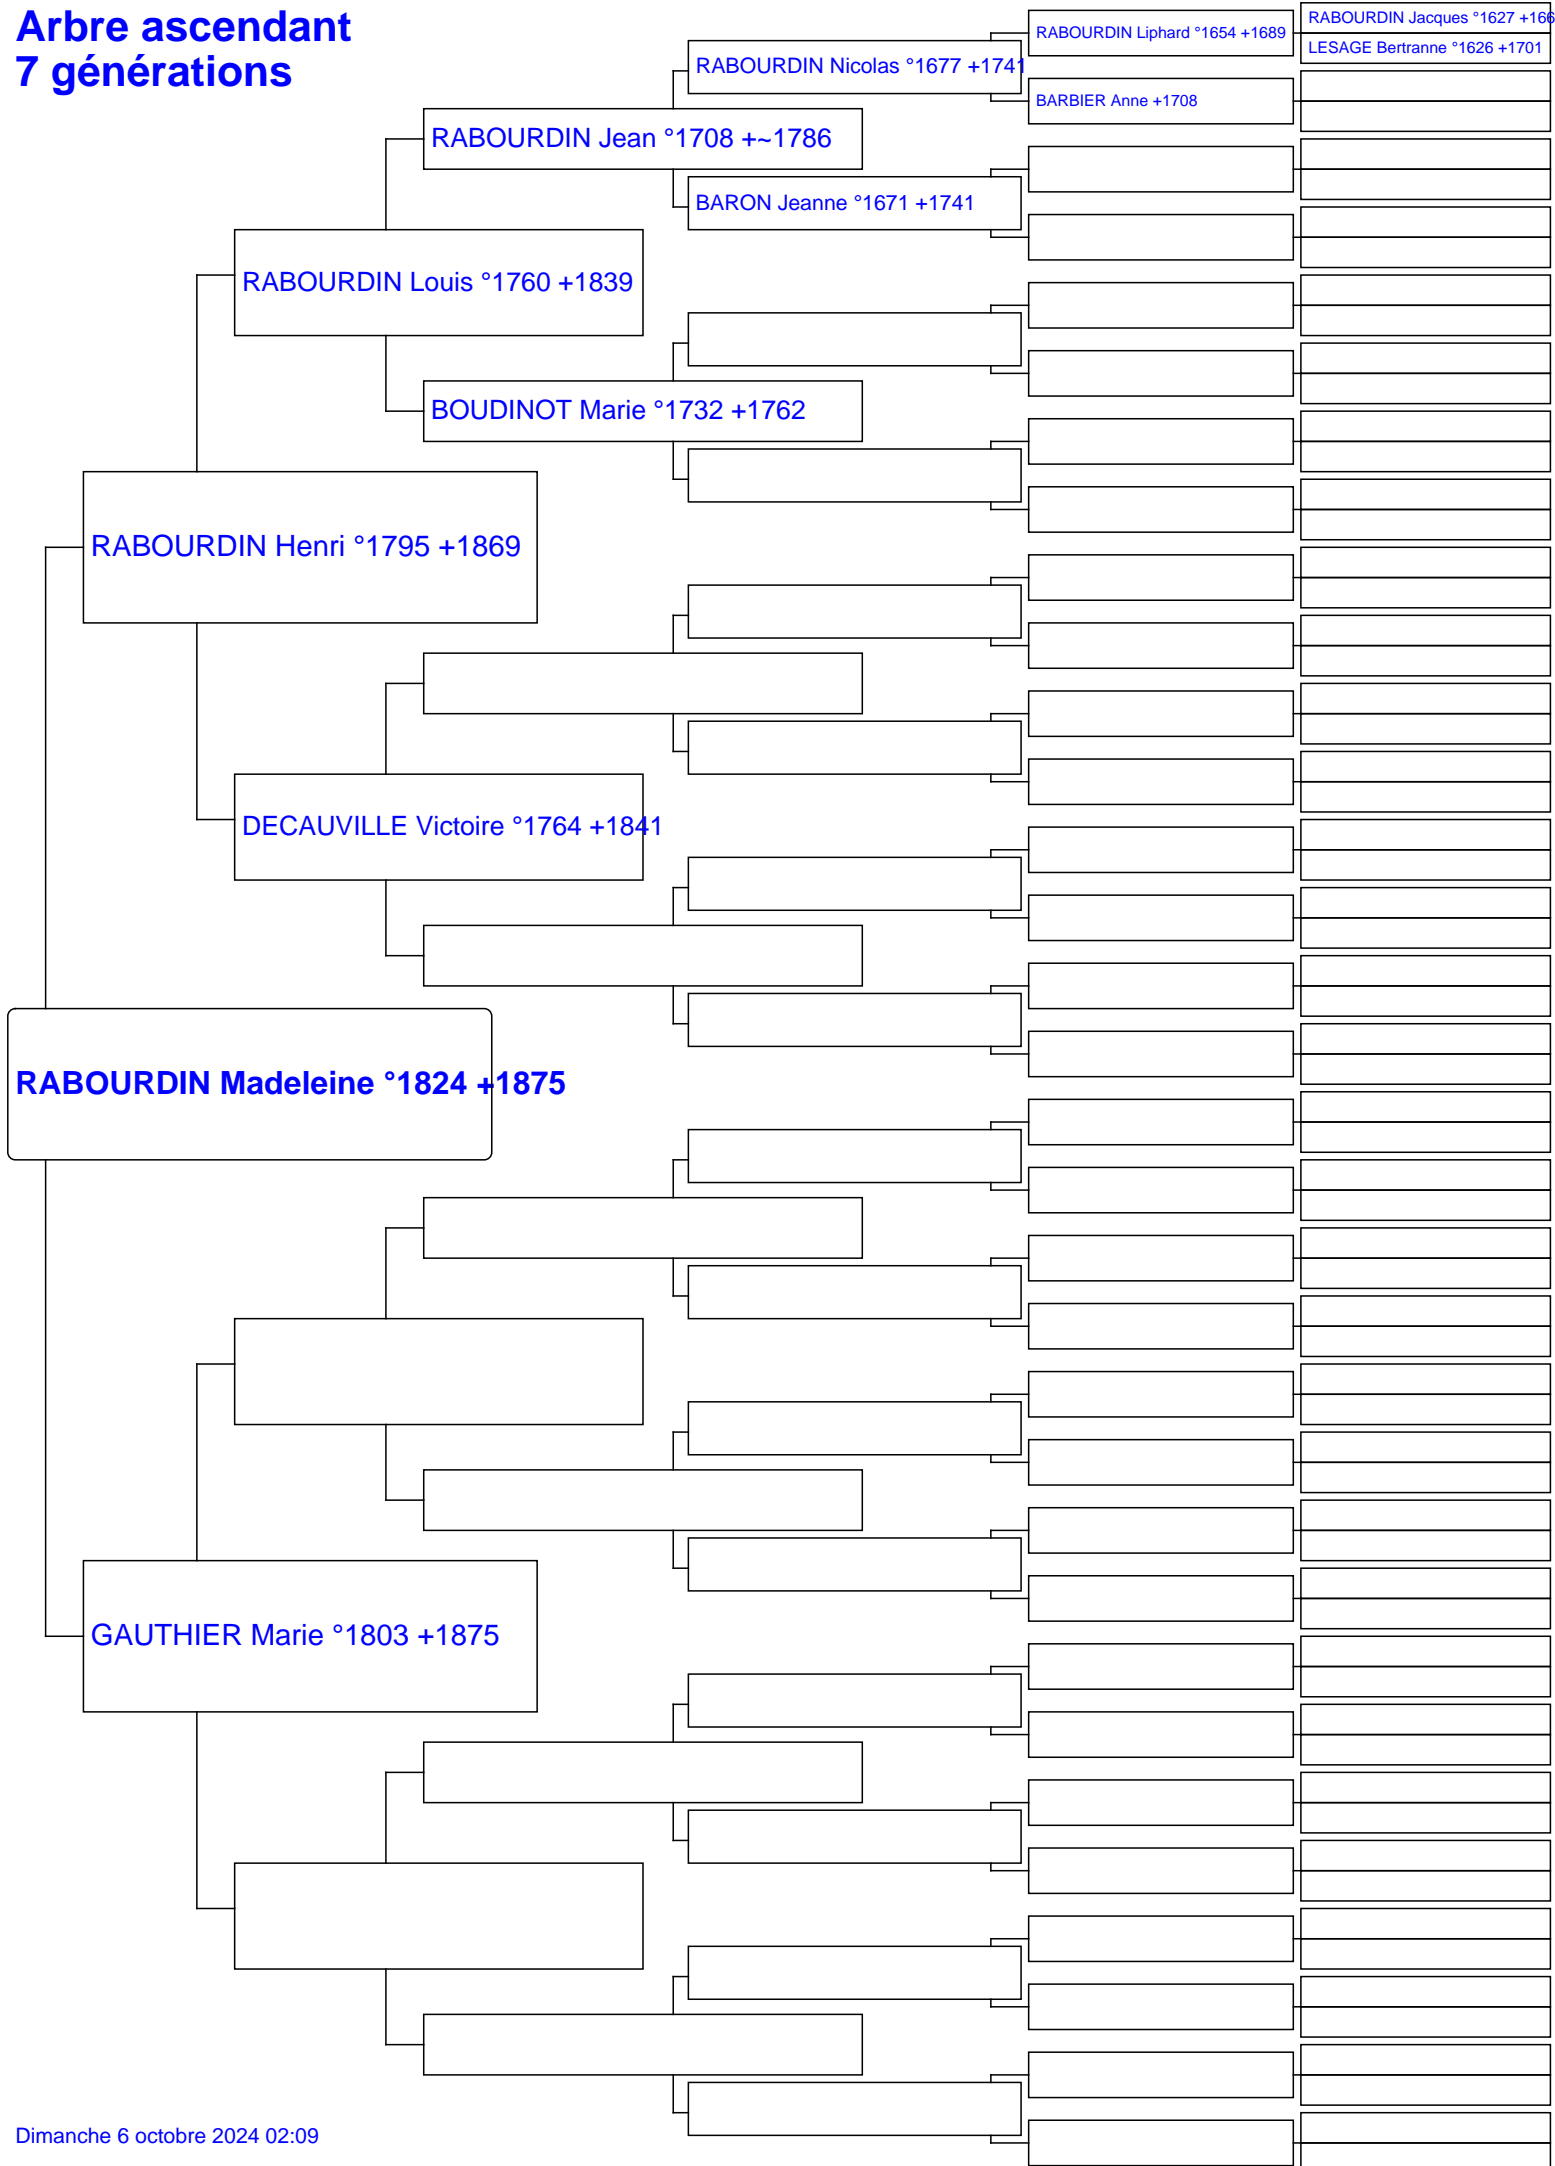 Arbre ascendant
7 générations
RABOURDIN Jacques °1627 +166
RABOURDIN Liphard °1654 +1689
LESAGE Bertranne °1626 +1701
RABOURDIN Nicolas °1677 +1741
BARBIER Anne +1708
RABOURDIN Jean °1708 +~1786
BARON Jeanne °1671 +1741
RABOURDIN Louis °1760 +1839
BOUDINOT Marie °1732 +1762
RABOURDIN Henri °1795 +1869
DECAUVILLE Victoire °1764 +1841
RABOURDIN Madeleine °1824 +1875
GAUTHIER Marie °1803 +1875
Dimanche 6 octobre 2024 02:09